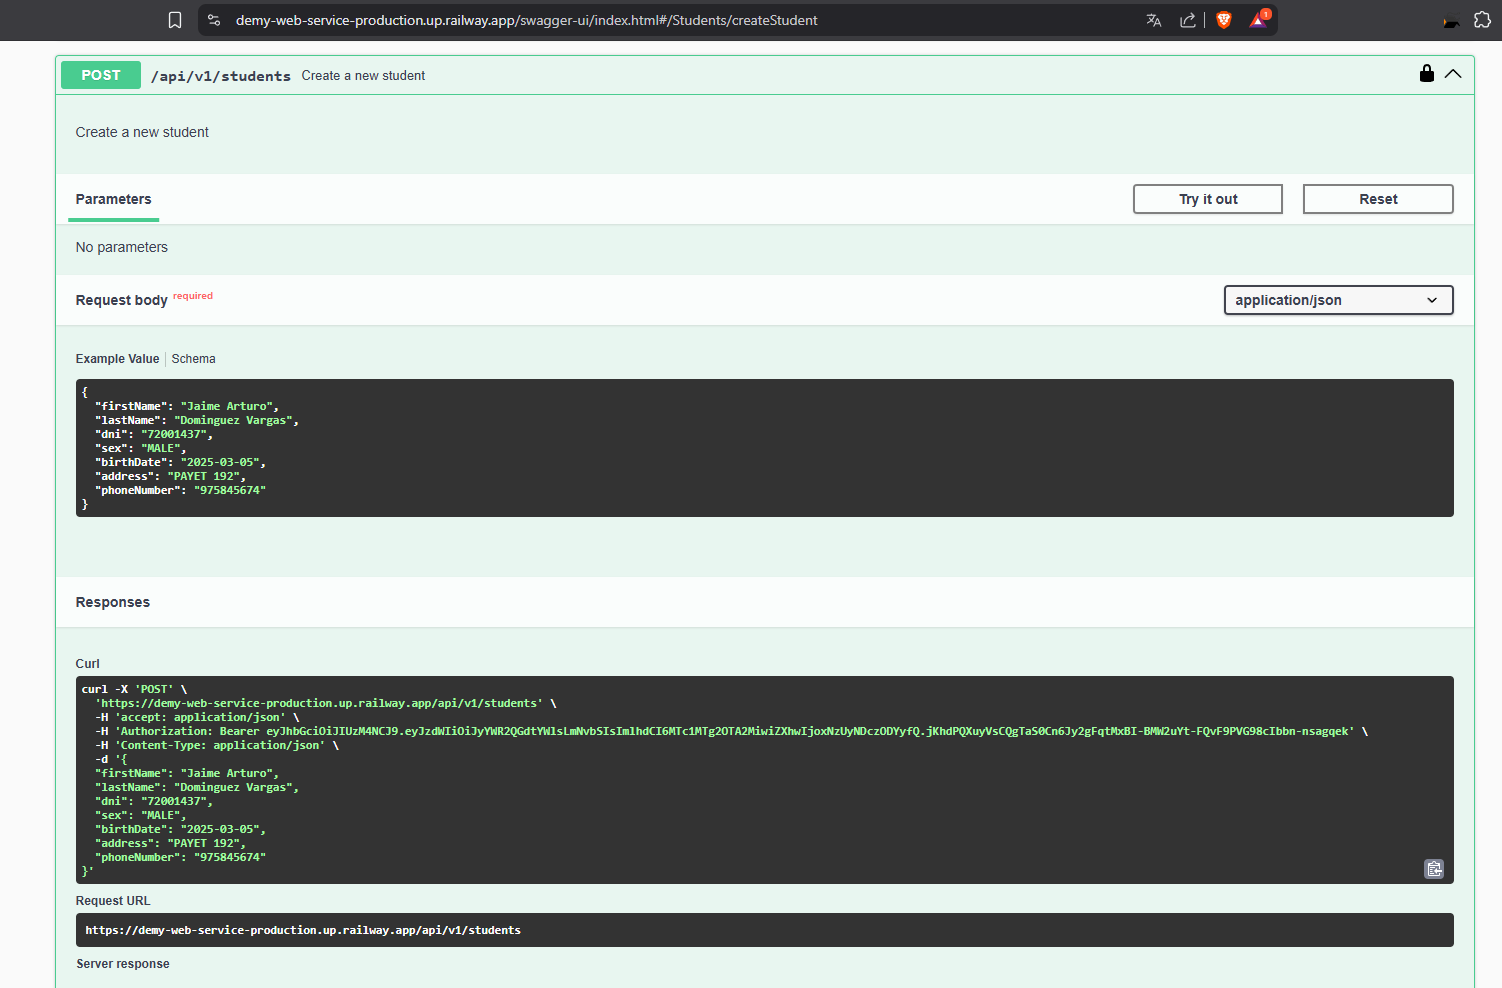 demy-web-service-production.up.railway.app/swagger-ui/index.html#/Students/createStudent
1
POST /api/v1/students Create a new student
Create a new student
Parameters
Try it out
Reset
No parameters
Request body required
application/json
Example Value | Schema
{
  "firstName": "Jaime Arturo",
  "lastName": "Dominguez Vargas",
  "dni": "72001437",
  "sex": "MALE",
  "birthDate": "2025-03-05",
  "address": "PAYET 192",
  "phoneNumber": "975845674"
}
Responses
Curl
curl -X 'POST' \
  'https://demy-web-service-production.up.railway.app/api/v1/students' \
  -H 'accept: application/json' \
  -H 'Authorization: Bearer eyJhbGciOiJIUzM4NCJ9.eyJzdWIiOiJyYWR2QGdtYWlsLmNvbSIsImlhdCI6MTc1MTg2OTA2MiwiZXhwIjoxNzUyNDczODYyfQ.jKhdPQXuyVsCQgTaS0Cn6Jy2gFqtMxBI-BMW2uYt-FQvF9PVG98cIbbn-nsagqek' \
  -H 'Content-Type: application/json' \
  -d '{
  "firstName": "Jaime Arturo",
  "lastName": "Dominguez Vargas",
  "dni": "72001437",
  "sex": "MALE",
  "birthDate": "2025-03-05",
  "address": "PAYET 192",
  "phoneNumber": "975845674"
}'
Request URL
https://demy-web-service-production.up.railway.app/api/v1/students
Server response